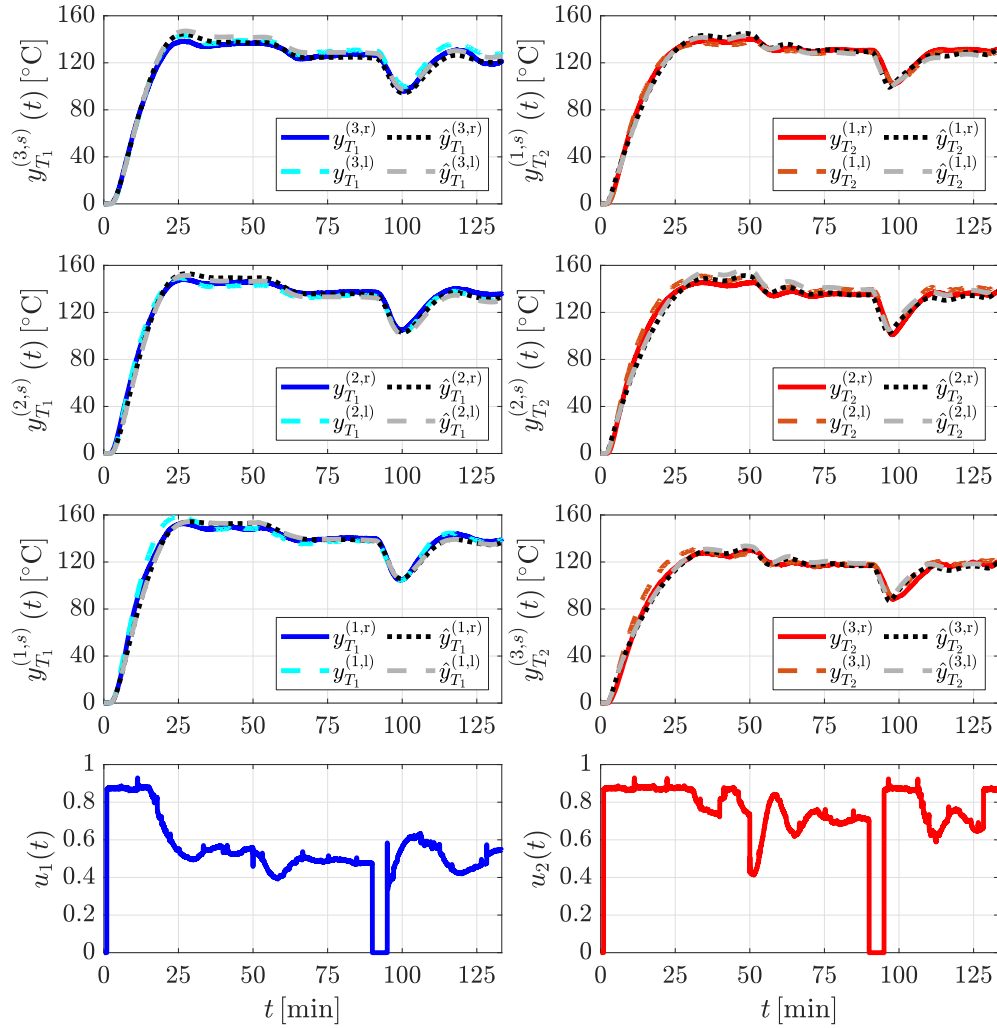 y_{T_1}^{(3,s)}(t) [°C]
160
120
80
40
0
y_{T_1}^{(3,r)} ŷ_{T_1}^{(3,r)}
y_{T_1}^{(3,l)} ŷ_{T_1}^{(3,l)}
0 25 50 75 100 125
y_{T_2}^{(1,s)}(t) [°C]
160
120
80
40
0
y_{T_2}^{(1,r)} ŷ_{T_2}^{(1,r)}
y_{T_2}^{(1,l)} ŷ_{T_2}^{(1,l)}
0 25 50 75 100 125
y_{T_1}^{(2,s)}(t) [°C]
160
120
80
40
0
y_{T_1}^{(2,r)} ŷ_{T_1}^{(2,r)}
y_{T_1}^{(2,l)} ŷ_{T_1}^{(2,l)}
0 25 50 75 100 125
y_{T_2}^{(2,s)}(t) [°C]
160
120
80
40
0
y_{T_2}^{(2,r)} ŷ_{T_2}^{(2,r)}
y_{T_2}^{(2,l)} ŷ_{T_2}^{(2,l)}
0 25 50 75 100 125
y_{T_1}^{(1,s)}(t) [°C]
160
120
80
40
0
y_{T_1}^{(1,r)} ŷ_{T_1}^{(1,r)}
y_{T_1}^{(1,l)} ŷ_{T_1}^{(1,l)}
0 25 50 75 100 125
y_{T_2}^{(3,s)}(t) [°C]
160
120
80
40
0
y_{T_2}^{(3,r)} ŷ_{T_2}^{(3,r)}
y_{T_2}^{(3,l)} ŷ_{T_2}^{(3,l)}
0 25 50 75 100 125
u_1(t)
1
0.8
0.6
0.4
0.2
0
0 25 50 75 100 125
t [min]
u_2(t)
1
0.8
0.6
0.4
0.2
0
0 25 50 75 100 125
t [min]